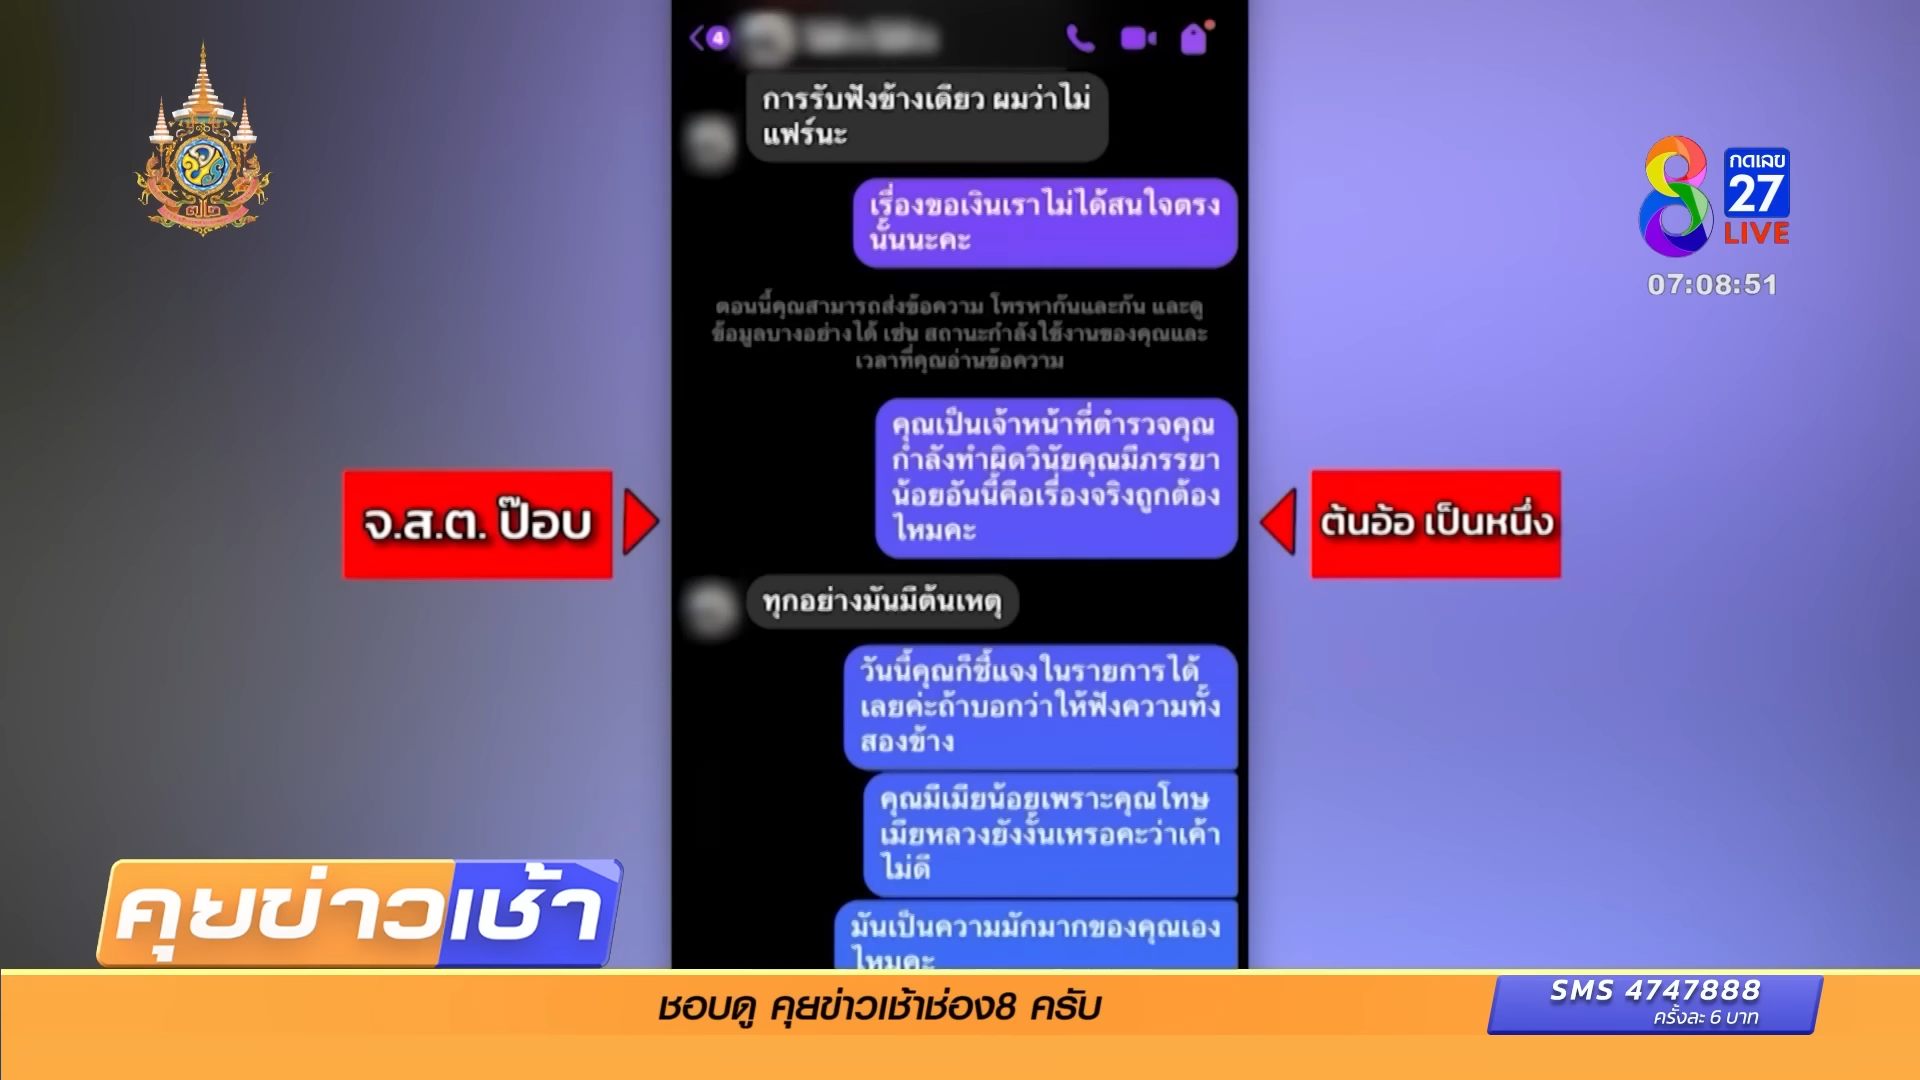 4
การรับฟังข้างเดียว ผมว่าไม่
แฟร์นะ
เรื่องขอเงินเราไม่ได้สนใจตรง
นั้นนะคะ
ตอนนี้คุณสามารถส่งข้อความ โทรหากันและกัน และดู
ข้อมูลบางอย่างได้ เช่น สถานะกำลังใช้งานของคุณและ
เวลาที่คุณอ่านข้อความ
คุณเป็นเจ้าหน้าที่ตำรวจคุณ
กำลังทำผิดวินัยคุณมีภรรยา
น้อยอันนี้คือเรื่องจริงถูกต้อง
ไหมคะ
จ.ส.ต. ป๊อบ
ต้นอ้อ เป็นหนึ่ง
ทุกอย่างมันมีต้นเหตุ
วันนี้คุณก็ชี้แจงในรายการได้
เลยค่ะถ้าบอกว่าให้ฟังความทั้ง
สองข้าง
คุณมีเมียน้อยเพราะคุณโทษ
เมียหลวงยังงั้นเหรอคะว่าเค้า
ไม่ดี
มันเป็นความมักมากของคุณเอง
ไหมคะ
8
กดเลข
27
LIVE
07:08:51
คุยข่าวเช้า
ชอบดู คุยข่าวเช้าช่อง8 ครับ
SMS 4747888
ครั้งละ 6 บาท